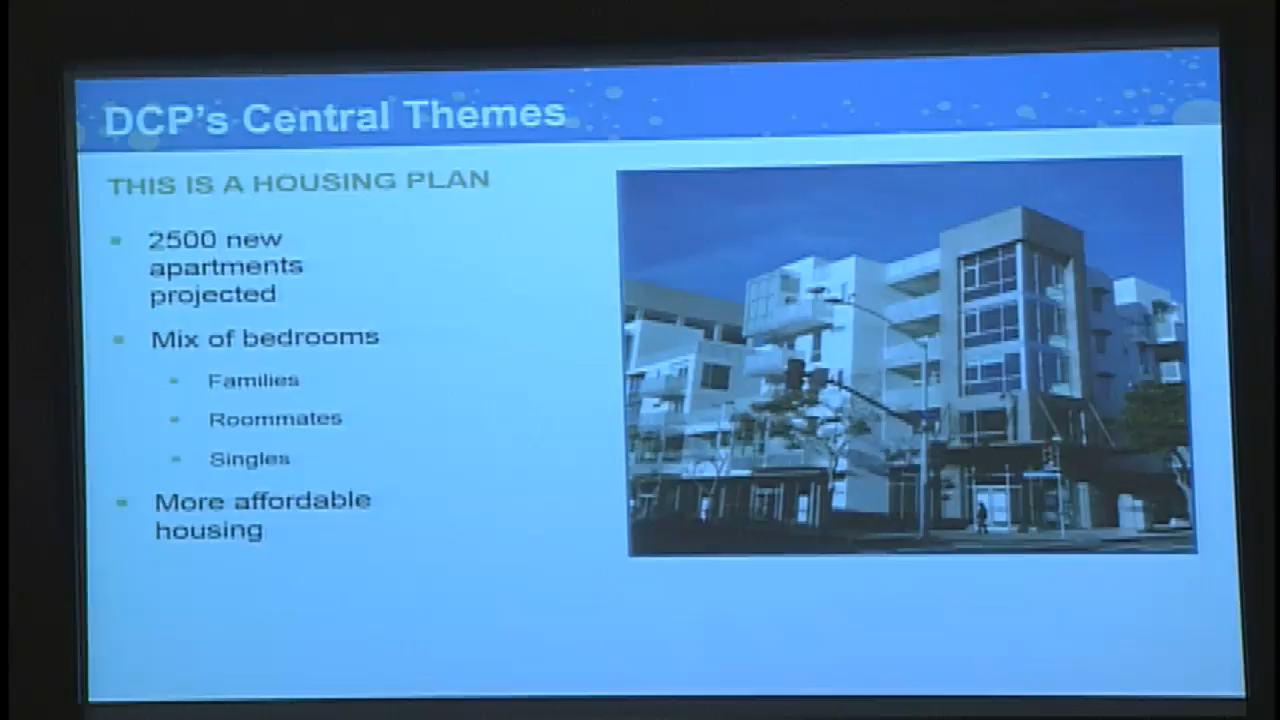 DCP's Central Themes
THIS IS A HOUSING PLAN
2500 new
apartments
projected
Mix of bedrooms
Families
Roommates
Singles
More affordable
housing